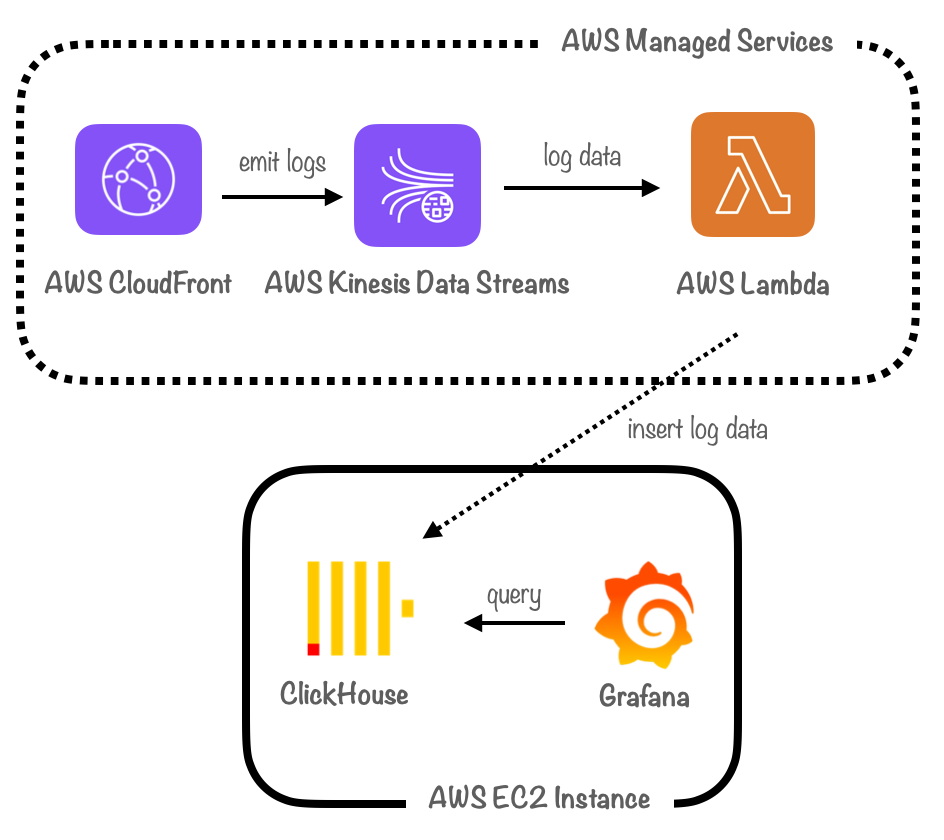 AWS Managed Services
emit logs
log data
AWS CloudFront
AWS Kinesis Data Streams
AWS Lambda
insert log data
query
ClickHouse
Grafana
AWS EC2 Instance